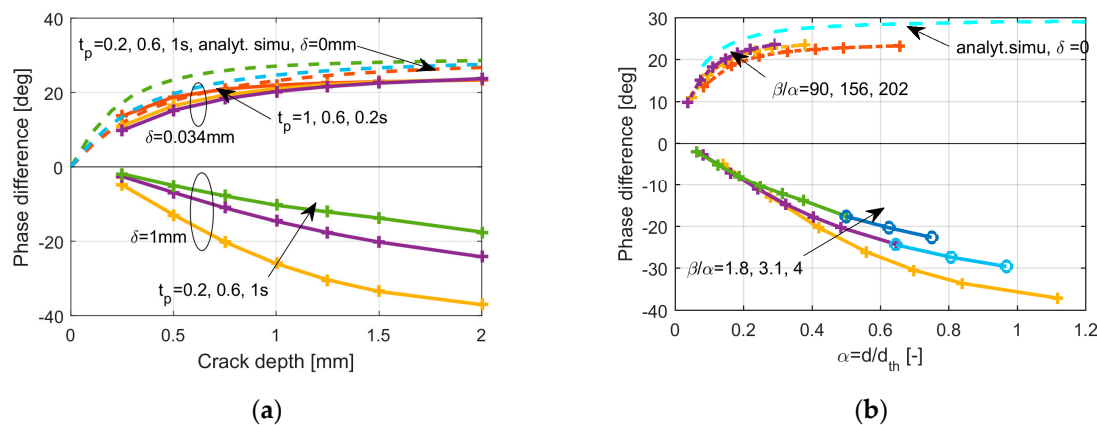 40
20
0
-20
-40
Phase difference [deg]
t_p=0.2, 0.6, 1s, analyt. simu, δ=0mm
t_p=1, 0.6, 0.2s
δ=0.034mm
δ=1mm
t_p=0.2, 0.6, 1s
0 0.5 1 1.5 2
Crack depth [mm]
(a)
30
20
10
0
-10
-20
-30
-40
Phase difference [deg]
analyt.simu, δ =0
β/α=90, 156, 202
β/α=1.8, 3.1, 4
0 0.2 0.4 0.6 0.8 1 1.2
α=d/d_th [-]
(b)